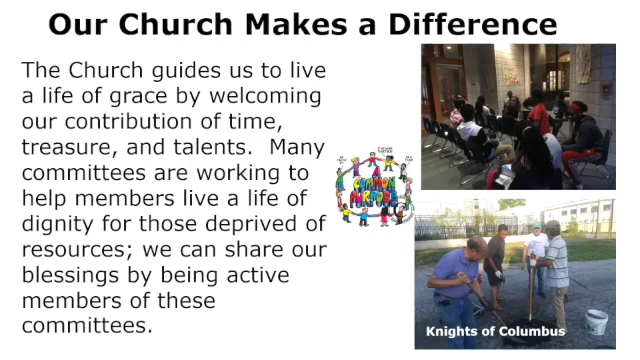 Our Church Makes a Difference
The Church guides us to live
a life of grace by welcoming
our contribution of time,
treasure, and talents.  Many
committees are working to
help members live a life of
dignity for those deprived of
resources; we can share our
blessings by being active
members of these
committees.
A
COMMON
PURPOSE
Knights of Columbus